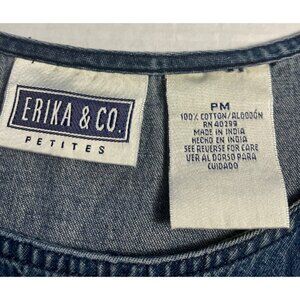 ERIKA & CO.
PETITES
PM
100% COTTON/ALGODÓN
RN 40299
MADE IN INDIA
HECHO EN INDIA
SEE REVERSE FOR CARE
VER AL DORSO PARA
CUIDADO